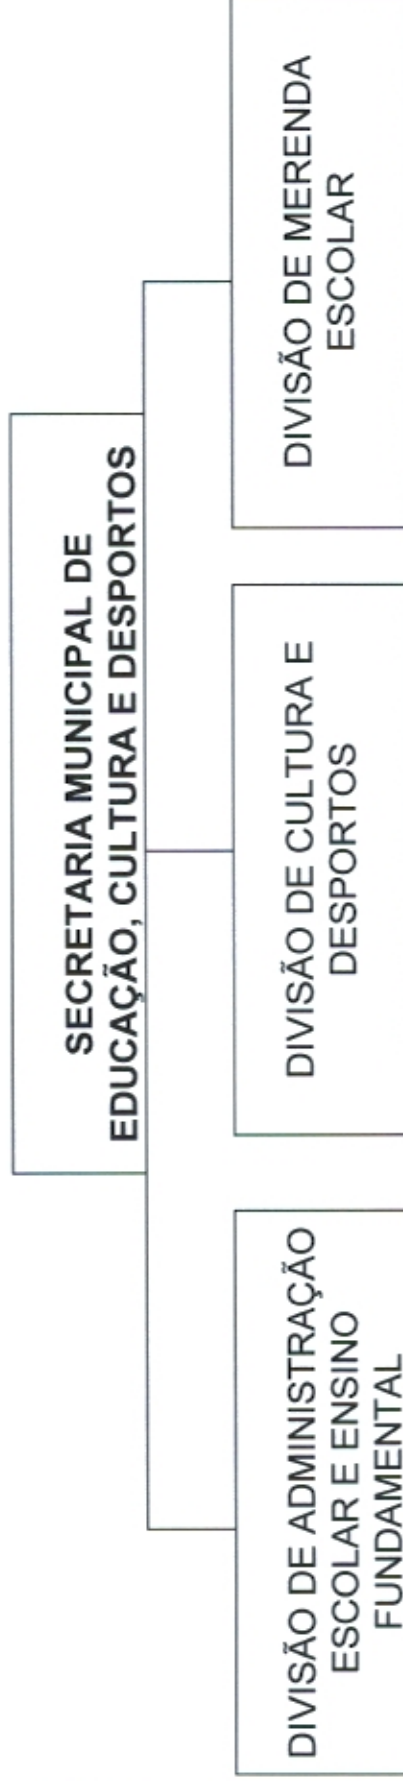 SECRETARIA MUNICIPAL DE
EDUCAÇÃO, CULTURA E DESPORTOS
DIVISÃO DE ADMINISTRAÇÃO
ESCOLAR E ENSINO
FUNDAMENTAL
DIVISÃO DE CULTURA E
DESPORTOS
DIVISÃO DE MERENDA
ESCOLAR